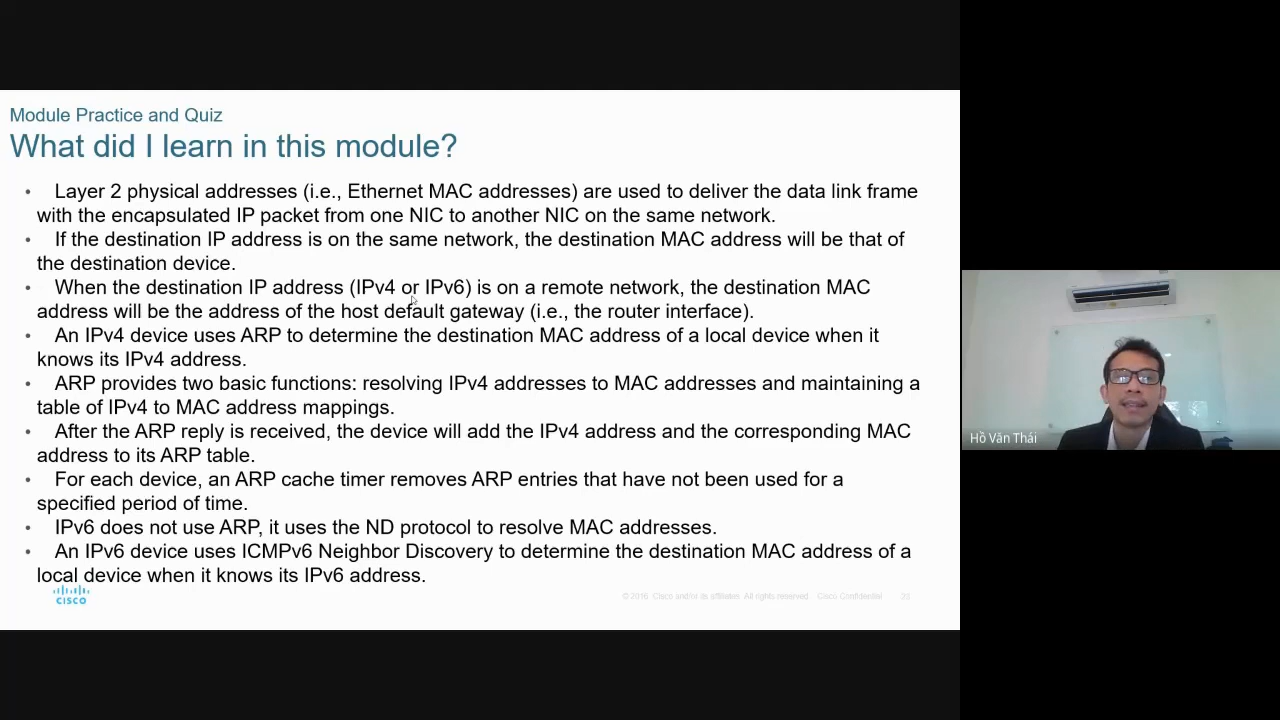 Module Practice and Quiz
What did I learn in this module?
• Layer 2 physical addresses (i.e., Ethernet MAC addresses) are used to deliver the data link frame
with the encapsulated IP packet from one NIC to another NIC on the same network.
• If the destination IP address is on the same network, the destination MAC address will be that of
the destination device.
• When the destination IP address (IPv4 or IPv6) is on a remote network, the destination MAC
address will be the address of the host default gateway (i.e., the router interface).
• An IPv4 device uses ARP to determine the destination MAC address of a local device when it
knows its IPv4 address.
• ARP provides two basic functions: resolving IPv4 addresses to MAC addresses and maintaining a
table of IPv4 to MAC address mappings.
• After the ARP reply is received, the device will add the IPv4 address and the corresponding MAC
address to its ARP table.
• For each device, an ARP cache timer removes ARP entries that have not been used for a
specified period of time.
• IPv6 does not use ARP, it uses the ND protocol to resolve MAC addresses.
• An IPv6 device uses ICMPv6 Neighbor Discovery to determine the destination MAC address of a
local device when it knows its IPv6 address.
CISCO
© 2016 Cisco and/or its affiliates. All rights reserved. Cisco Confidential
Hồ Văn Thái